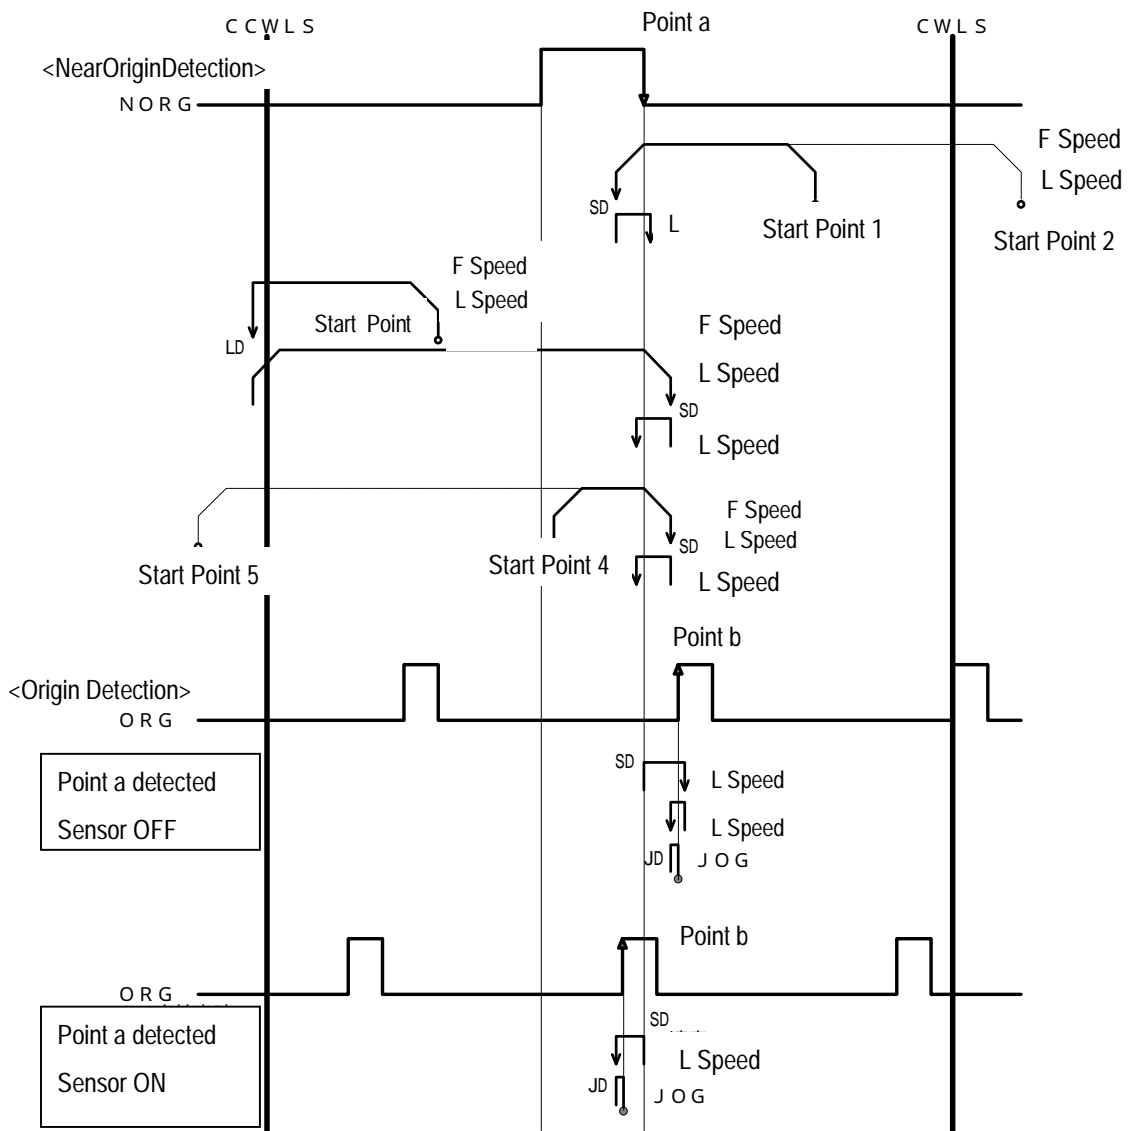 CCWLS
Point a
CWLS
<NearOriginDetection>
NORG
F Speed
L Speed
SD
L
Start Point 1
Start Point 2
F Speed
L Speed
Start Point
LD
F Speed
L Speed
SD
L Speed
F Speed
SD
L Speed
Start Point 5
Start Point 4
L Speed
Point b
<Origin Detection>
ORG
Point a detected
Sensor OFF
SD
L Speed
L Speed
JD
JOG
Point b
ORG
Point a detected
Sensor ON
SD
L Speed
JD
JOG